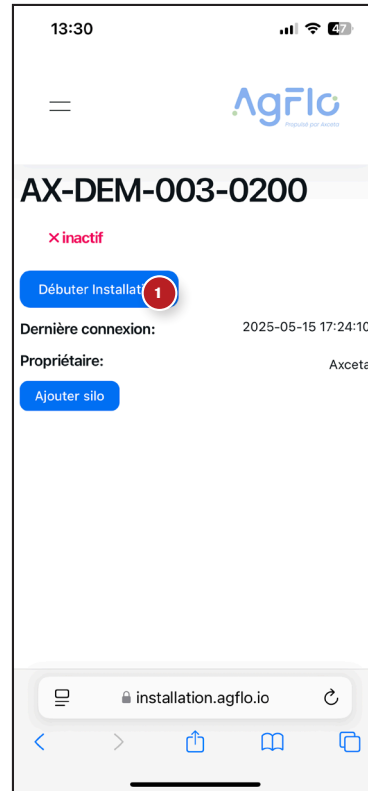 13:30
47
AgFlo
Propulsé par Axceta
AX-DEM-003-0200
× inactif
Débuter Installati
1
Dernière connexion:
2025-05-15 17:24:10
Propriétaire:
Axceta
Ajouter silo
installation.agflo.io